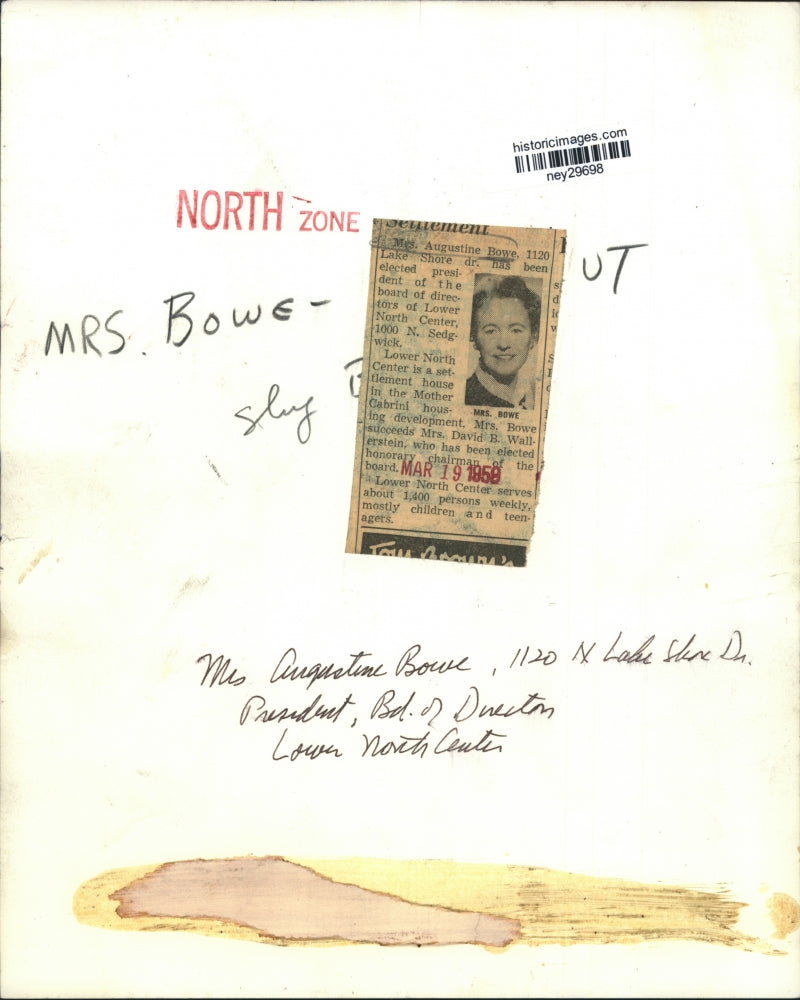 historicimages.com
ney29698
NORTH ZONE
Settlement
Mrs. Augustine Bowe, 1120
Lake Shore dr. has been
elected presi-
dent of the
board of direc-
tors of Lower
North Center,
1000 N. Sedg-
wick.
Lower North
Center is a set-
tlement house
in the Mother
Cabrini hous-
ing development. Mrs. Bowe
succeeds Mrs. David B. Wall-
erstein, who has been elected
honorary chairman of the
board.
Lower North Center serves
about 1,400 persons weekly,
mostly children and teen-
agers.
MRS. BOWE
MAR 19 1959
UT
MRS. BOWE -
Mrs Augustine Bowe, 1120 N Lake Shore Dr.
President, Bd. of Directors
Lower North Center